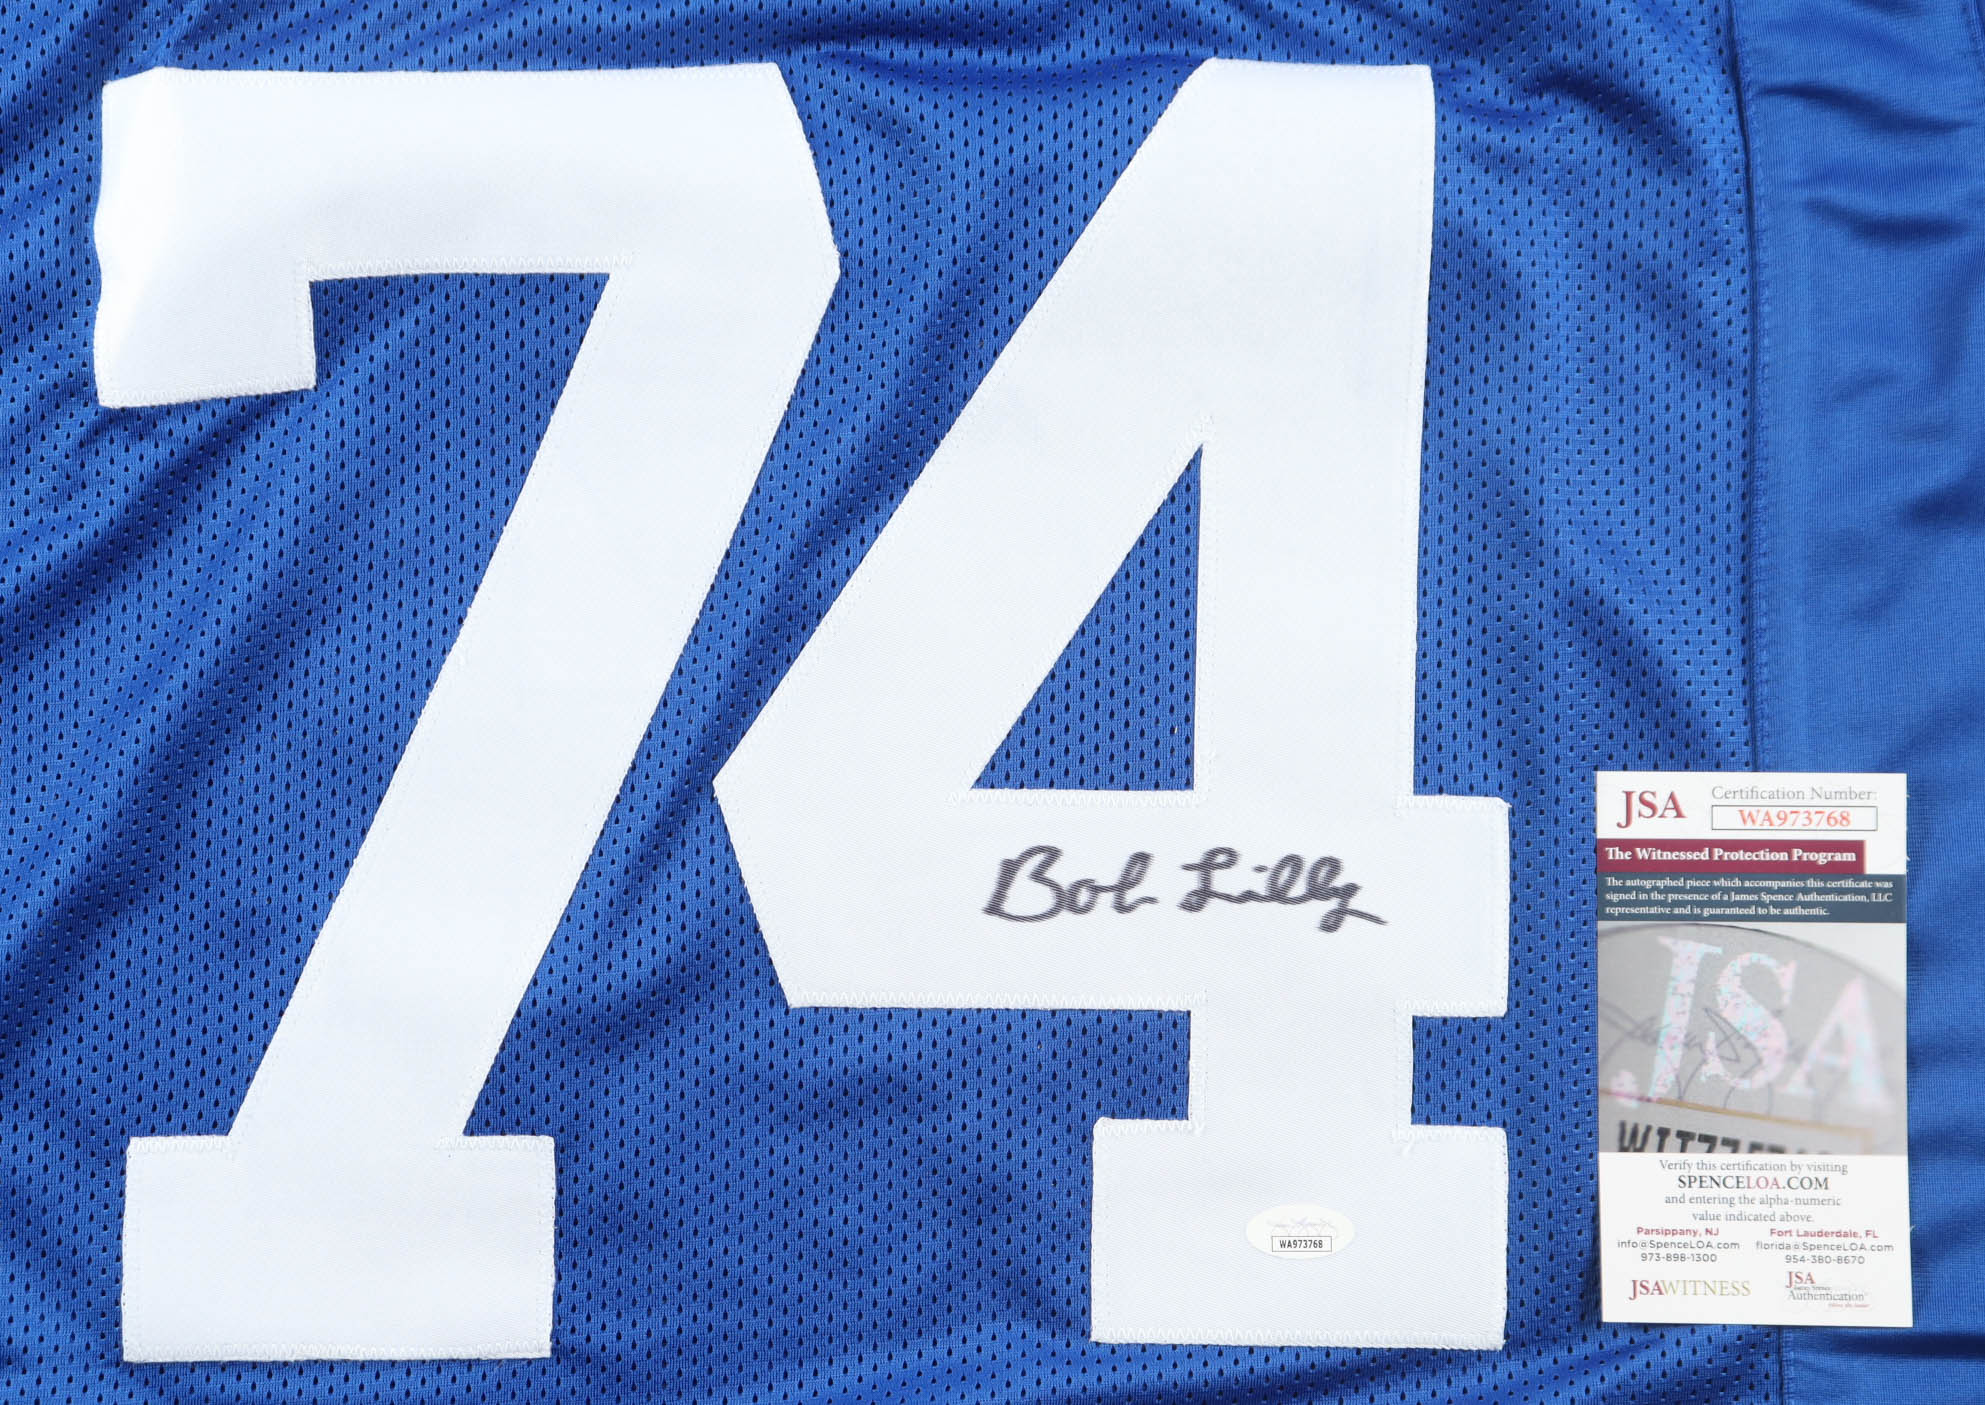 74
Bob Lilly
WA973768
JSA
Certification Number:
WA973768
The Witnessed Protection Program
The autographed piece which accompanies this certificate was
signed in the presence of a James Spence Authentication, LLC
representative and is guaranteed to be authentic.
JSA
Verify this certification by visiting
SPENCELOA.COM
and entering the alpha-numeric
value indicated above.
Parsippany, NJ
info@SpenceLOA.com
973-898-1300
Fort Lauderdale, FL
florida@SpenceLOA.com
954-380-8670
JSAWITNESS
JSA
Authentication